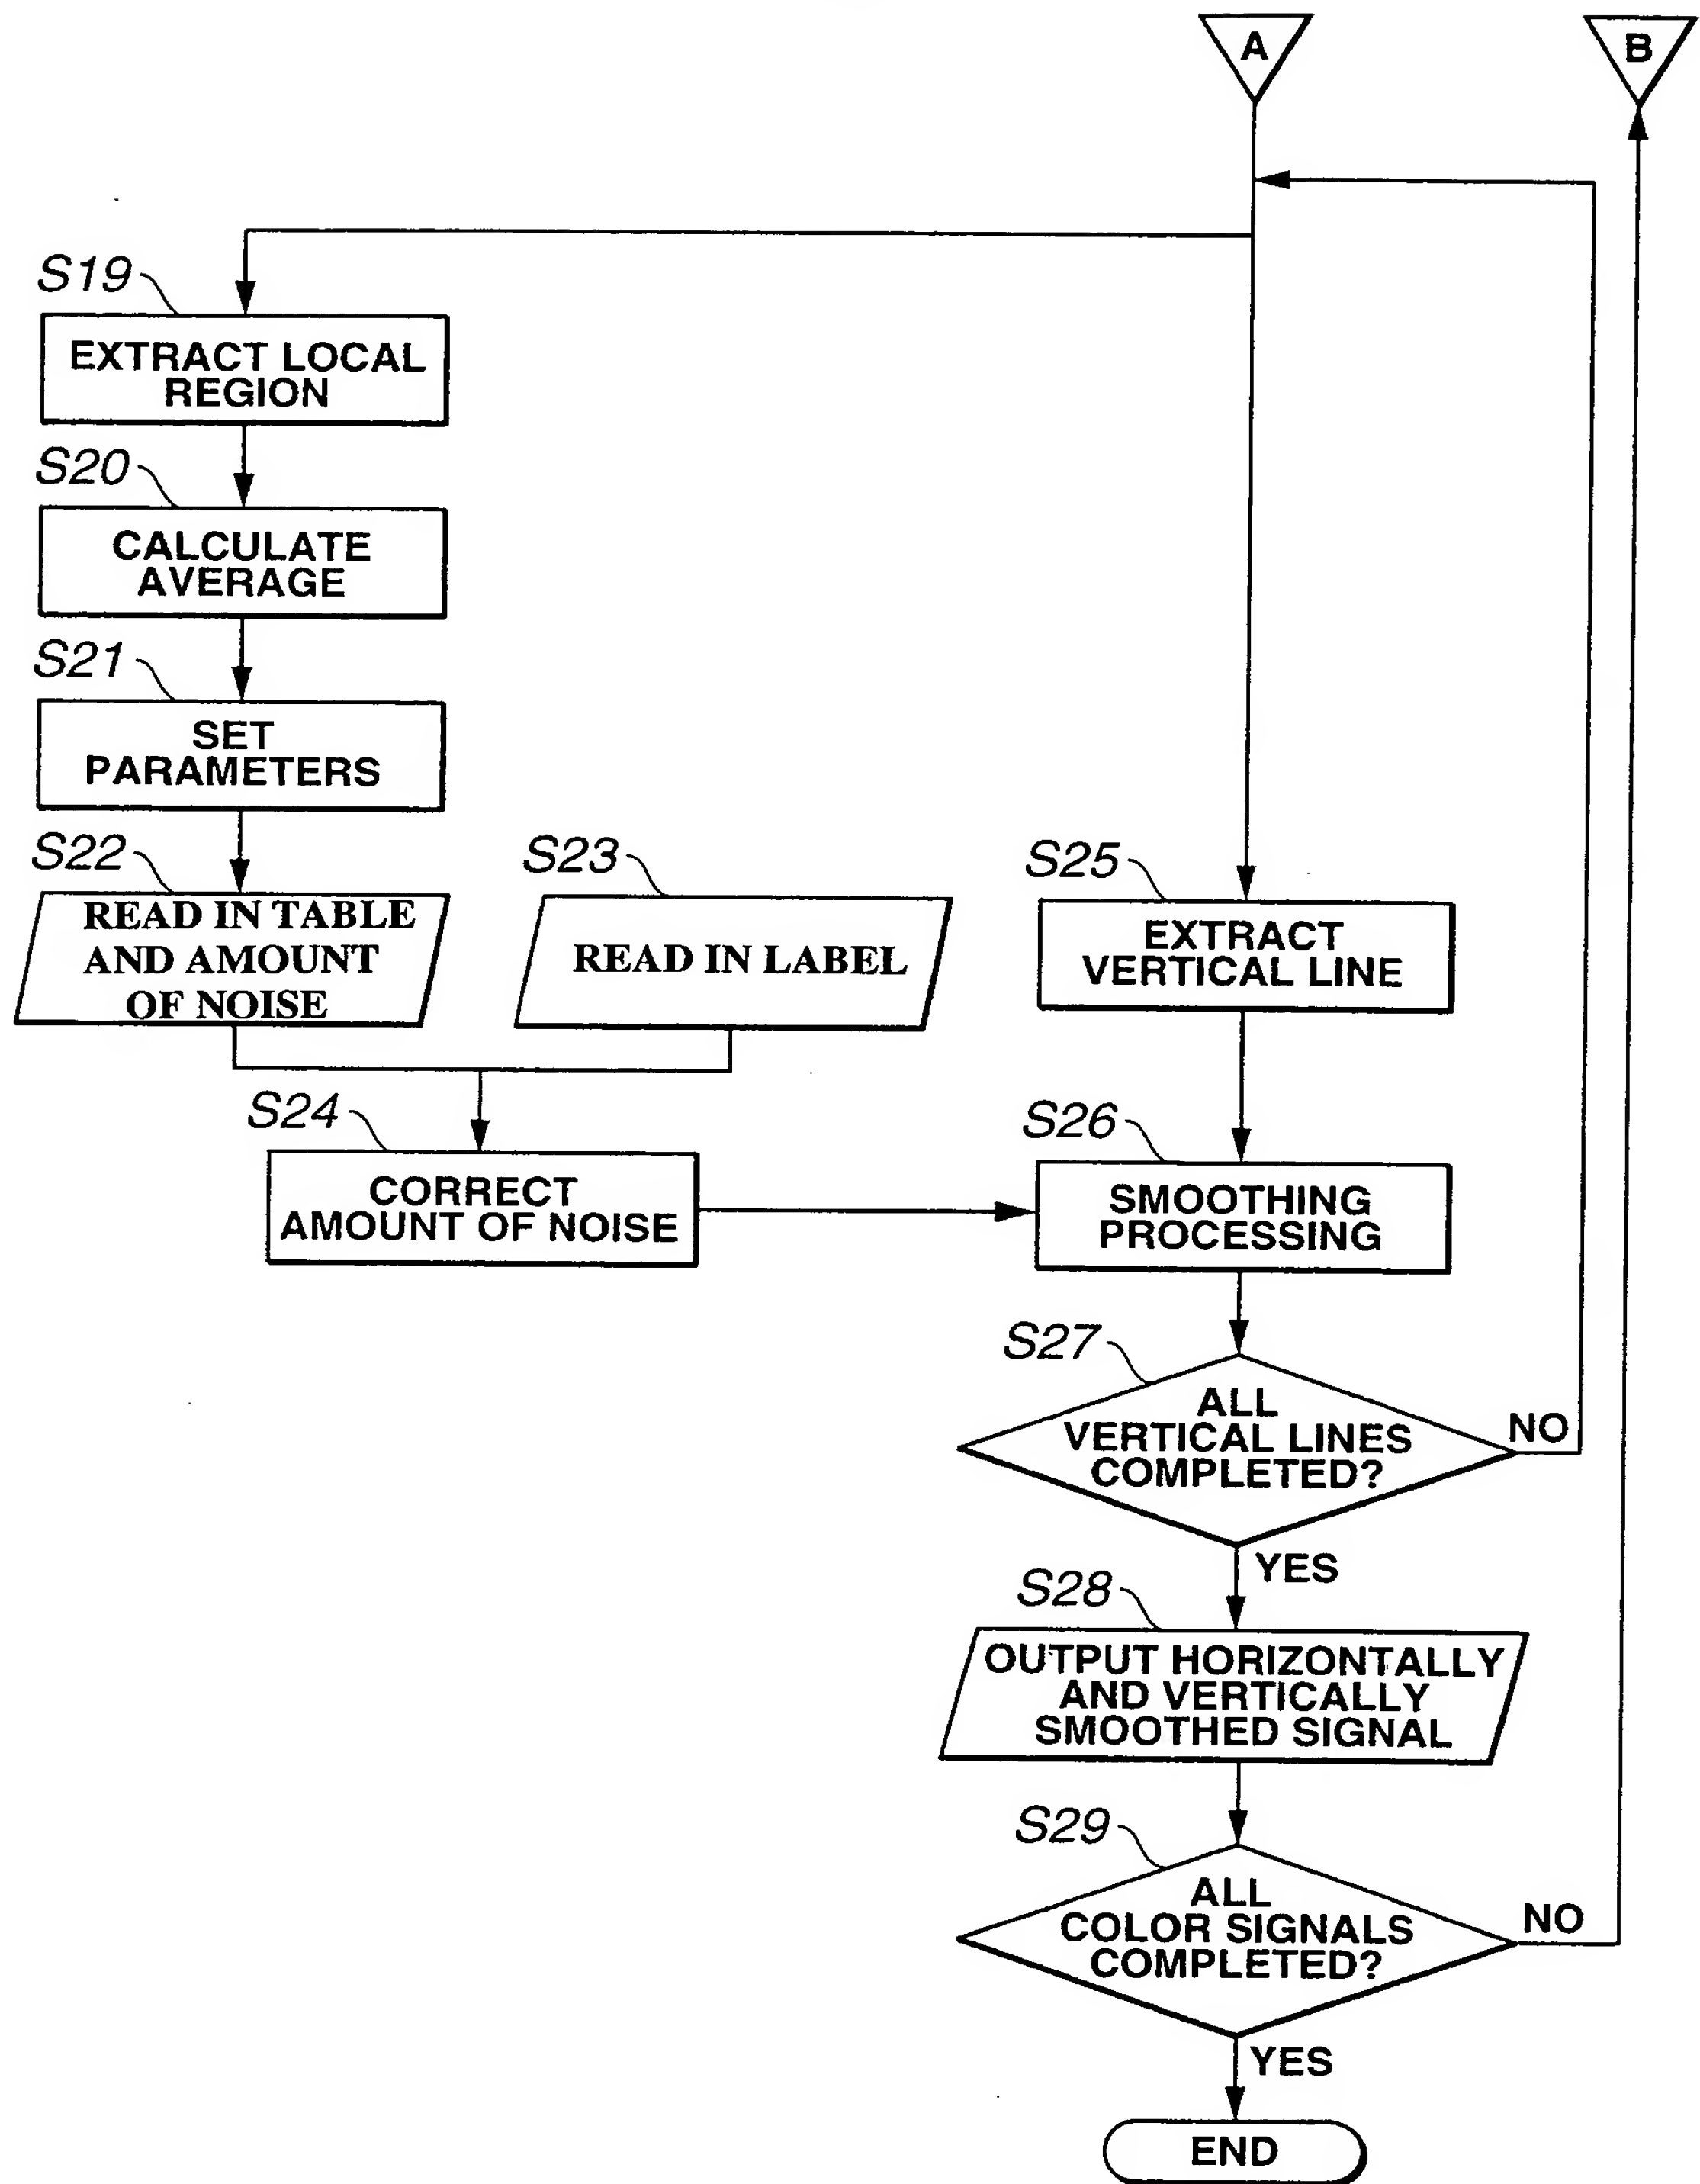 A
B
S19
EXTRACT LOCAL
REGION
S20
CALCULATE
AVERAGE
S21
SET
PARAMETERS
S22
READ IN TABLE
AND AMOUNT
OF NOISE
S23
READ IN LABEL
S24
CORRECT
AMOUNT OF NOISE
S25
EXTRACT
VERTICAL LINE
S26
SMOOTHING
PROCESSING
S27
ALL
VERTICAL LINES
COMPLETED?
NO
YES
S28
OUTPUT HORIZONTALLY
AND VERTICALLY
SMOOTHED SIGNAL
S29
ALL
COLOR SIGNALS
COMPLETED?
NO
YES
END